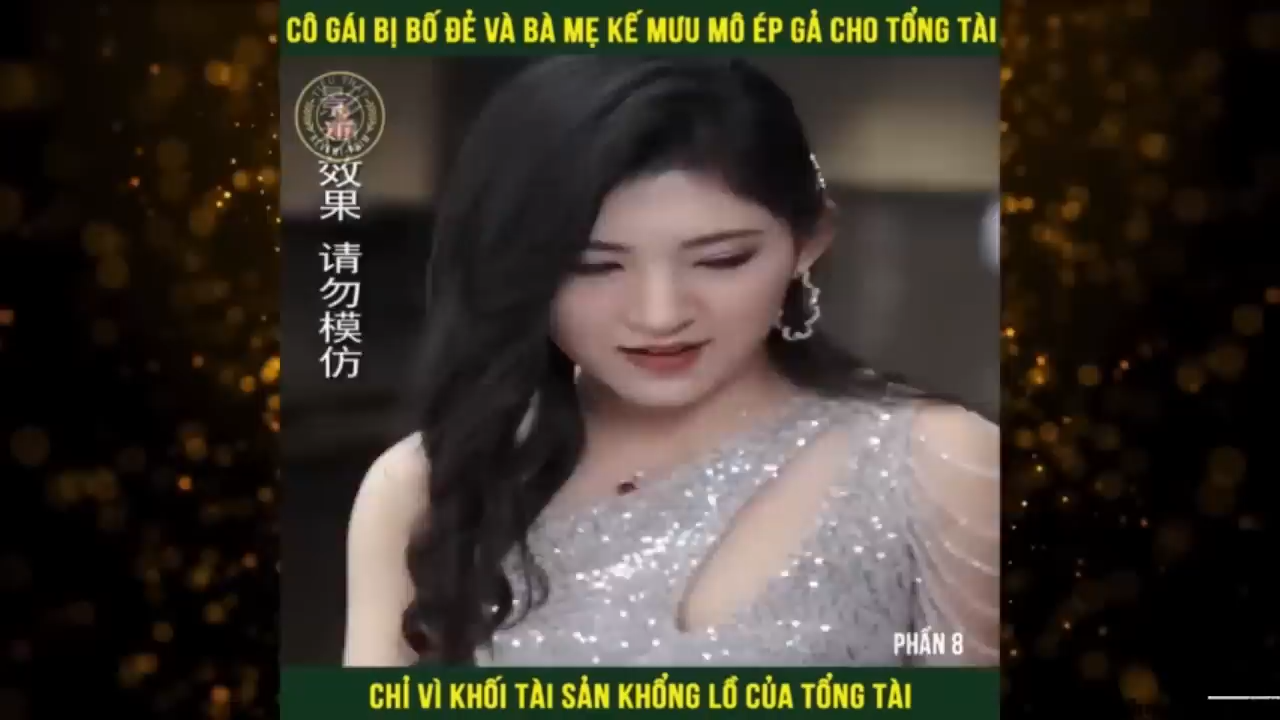 CÔ GÁI BỊ BỐ ĐẺ VÀ BÀ MẸ KẾ MƯU MÔ ÉP GẢ CHO TỔNG TÀI
效果 请勿模仿
PHẦN 8
CHỈ VÌ KHỐI TÀI SẢN KHỔNG LỒ CỦA TỔNG TÀI